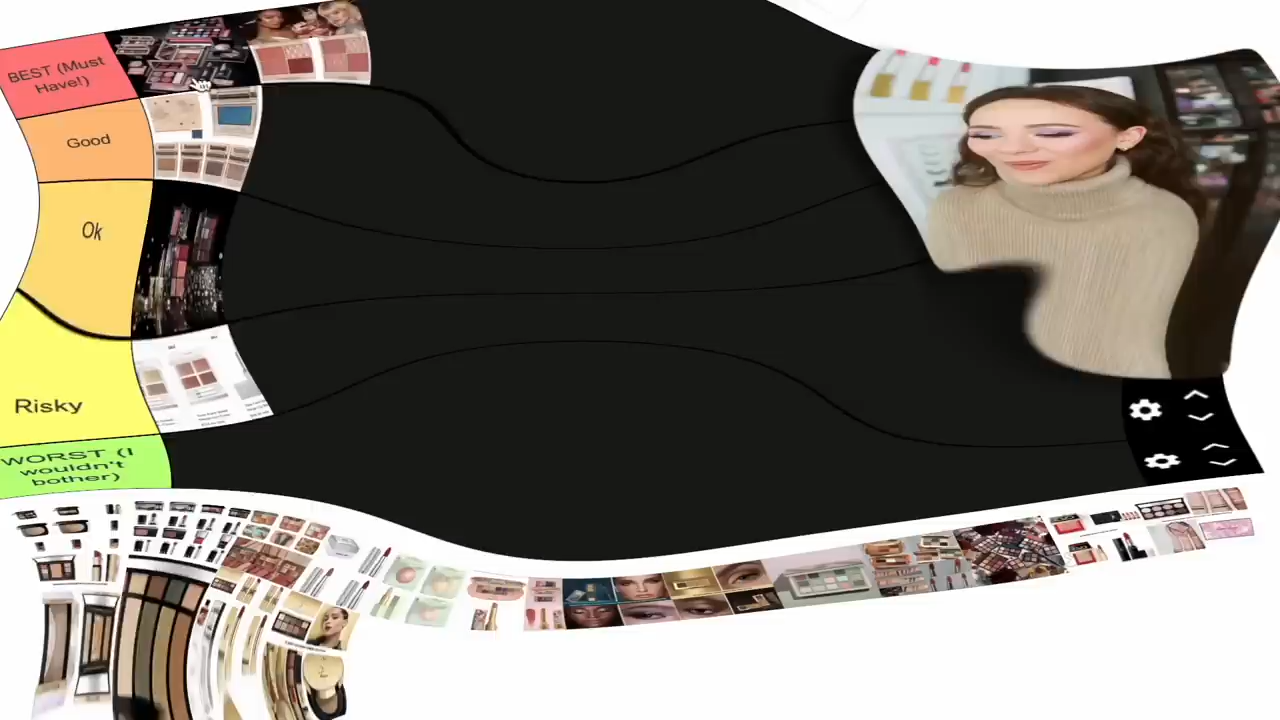 BEST (Must
Have!)
Good
Ok
Risky
WORST (I
wouldn't
bother)